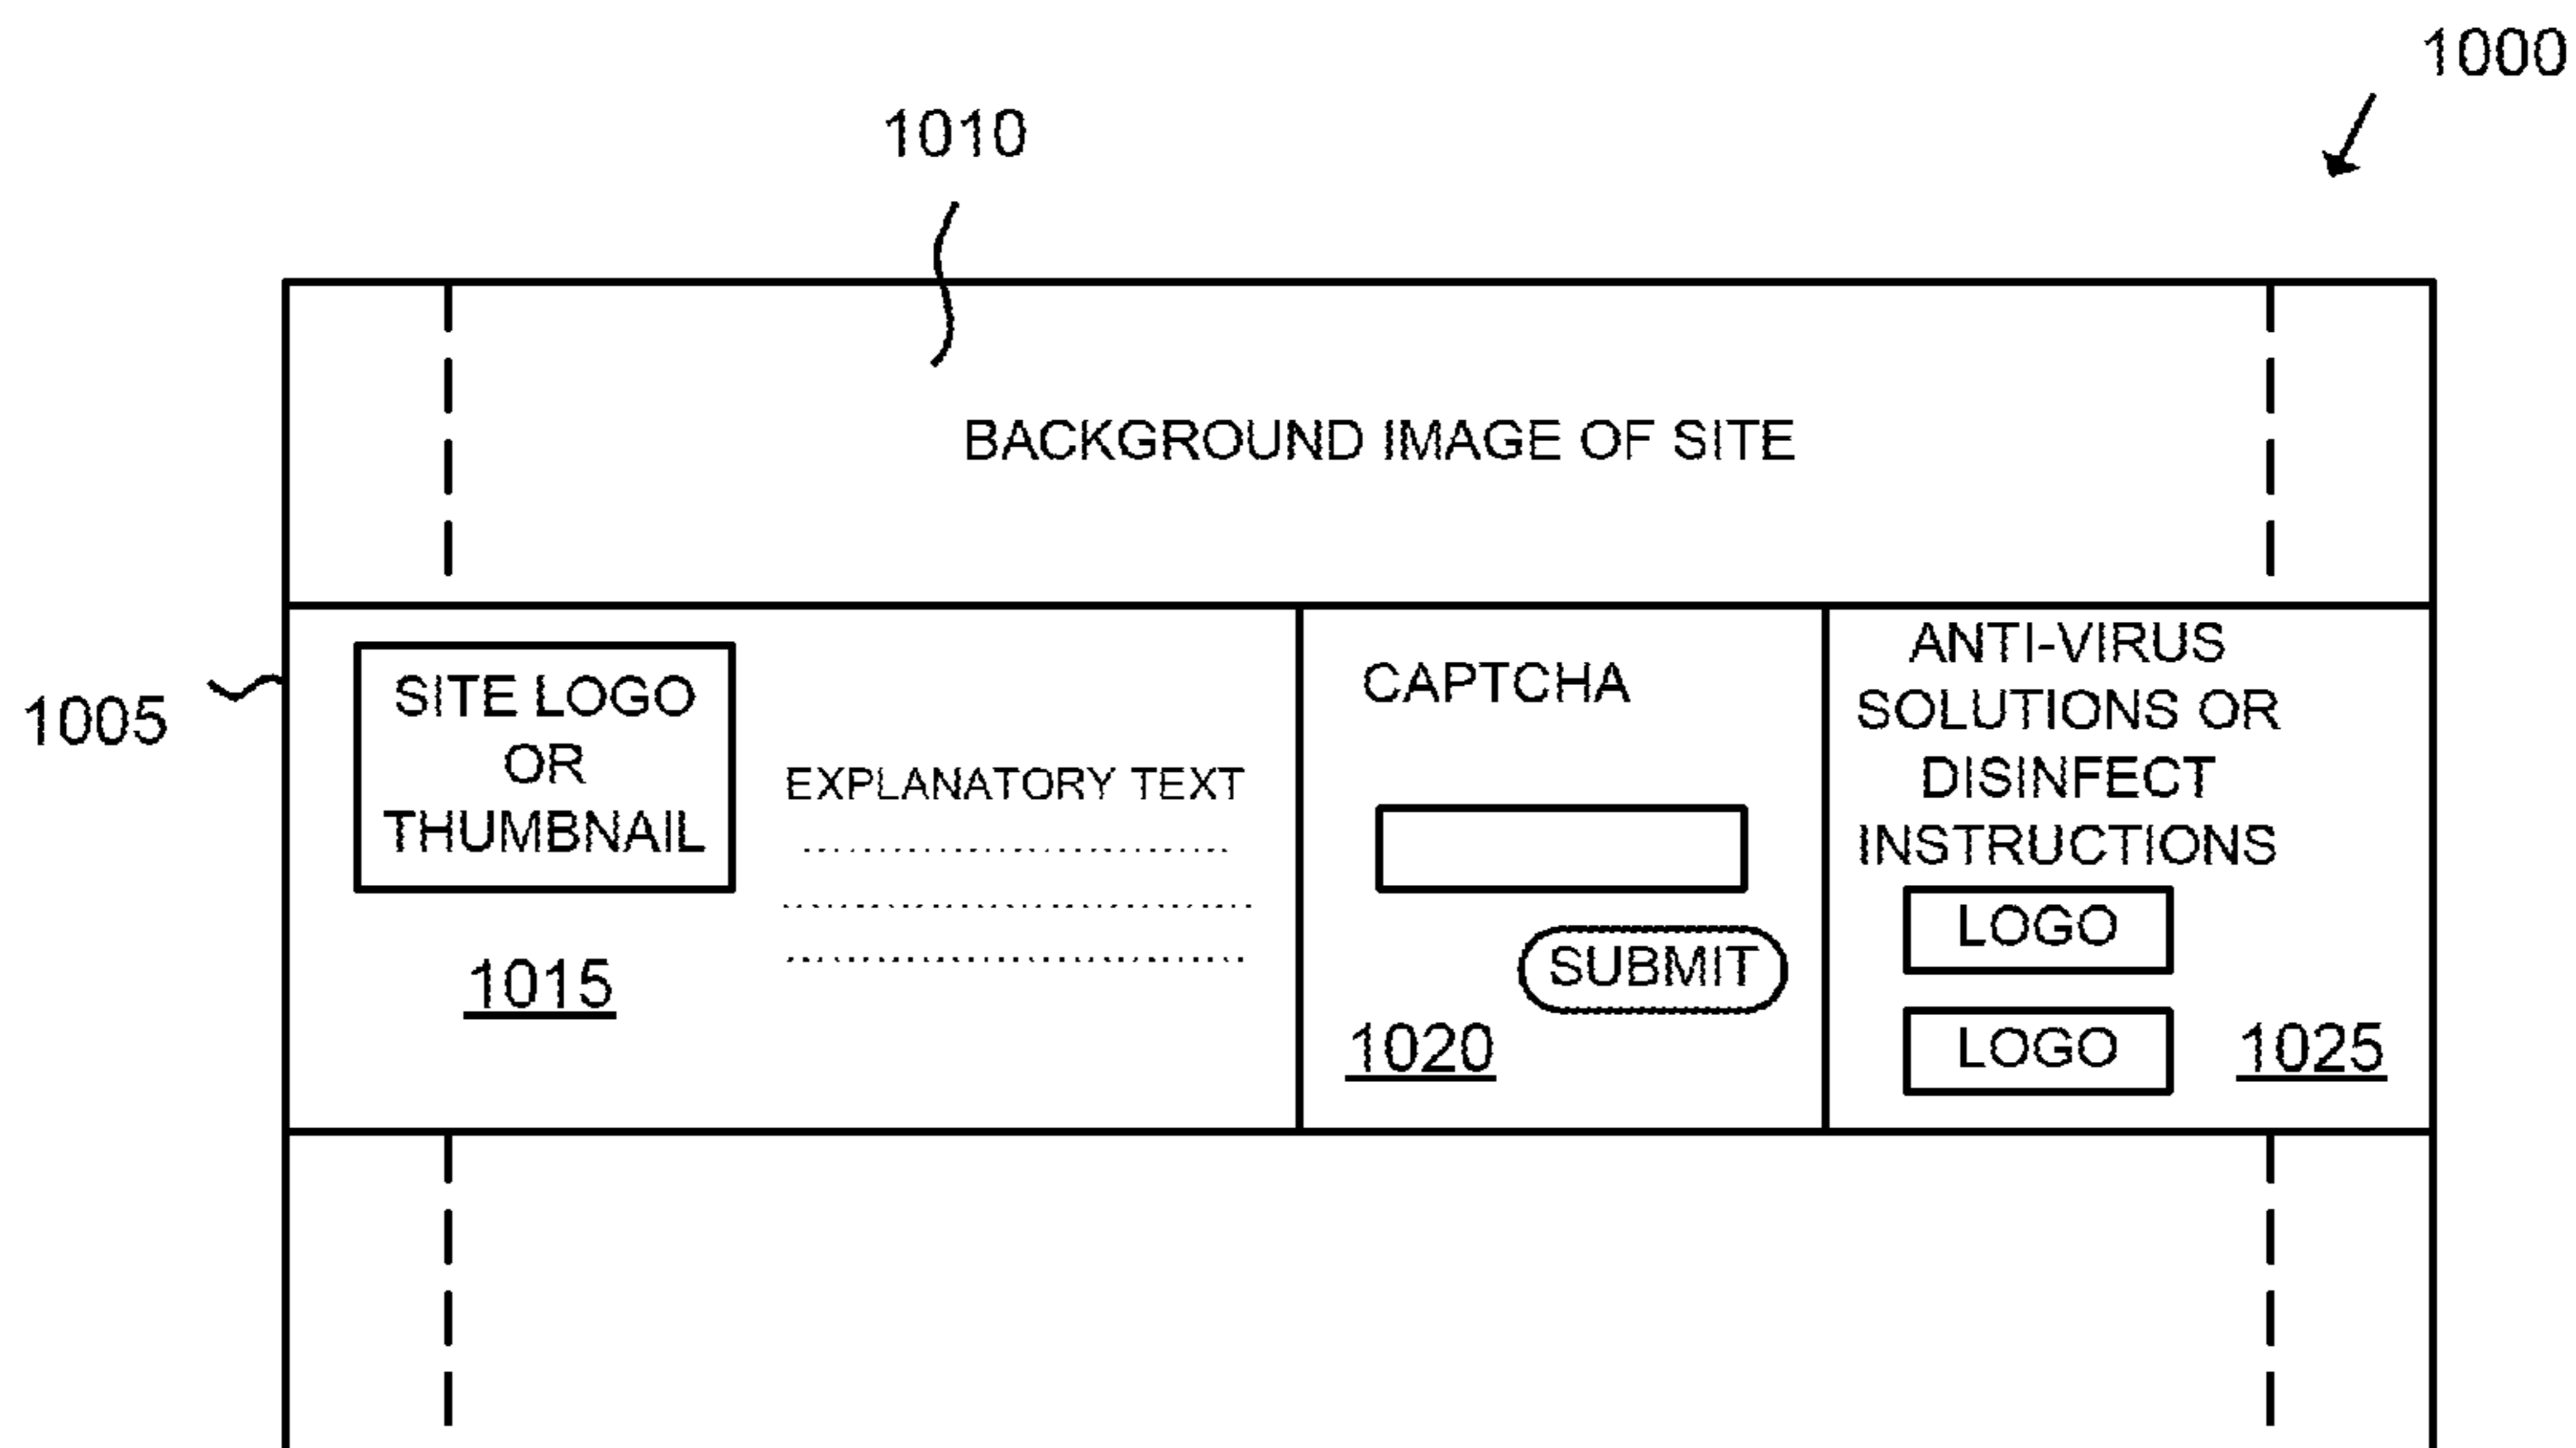 1000
1010
BACKGROUND IMAGE OF SITE
1005
SITE LOGO
OR
THUMBNAIL
EXPLANATORY TEXT
1015
CAPTCHA
SUBMIT
1020
ANTI-VIRUS
SOLUTIONS OR
DISINFECT
INSTRUCTIONS
LOGO
LOGO
1025